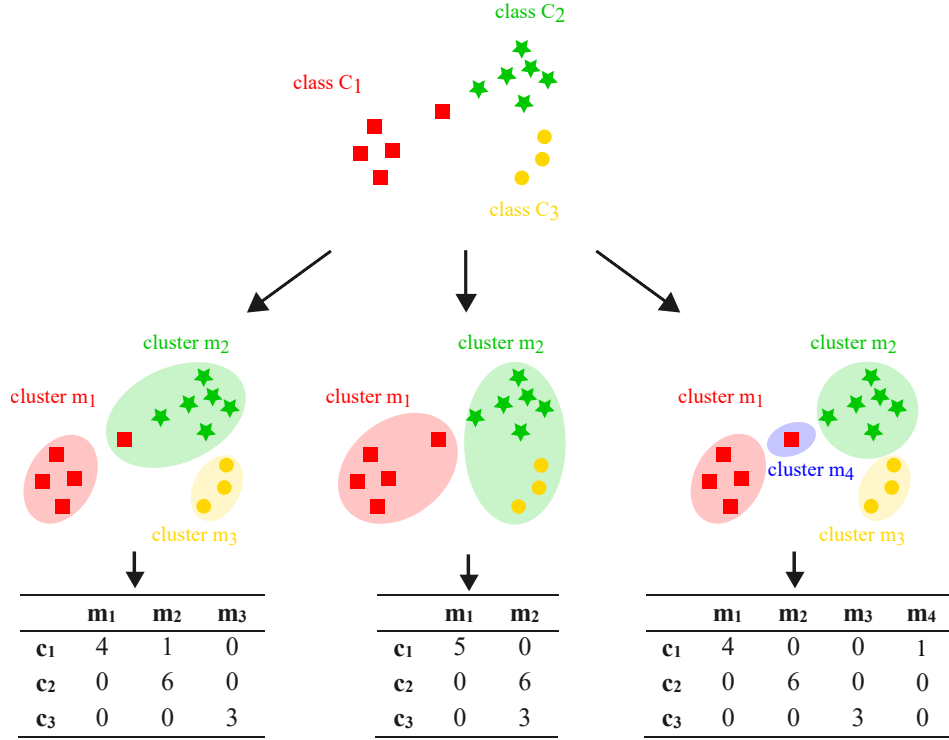 class C2
class C1
class C3
cluster m2
cluster m1
cluster m3
cluster m2
cluster m1
cluster m2
cluster m1
cluster m4
cluster m3
m1 m2 m3
c1 4 1 0
c2 0 6 0
c3 0 0 3
m1 m2
c1 5 0
c2 0 6
c3 0 3
m1 m2 m3 m4
c1 4 0 0 1
c2 0 6 0 0
c3 0 0 3 0